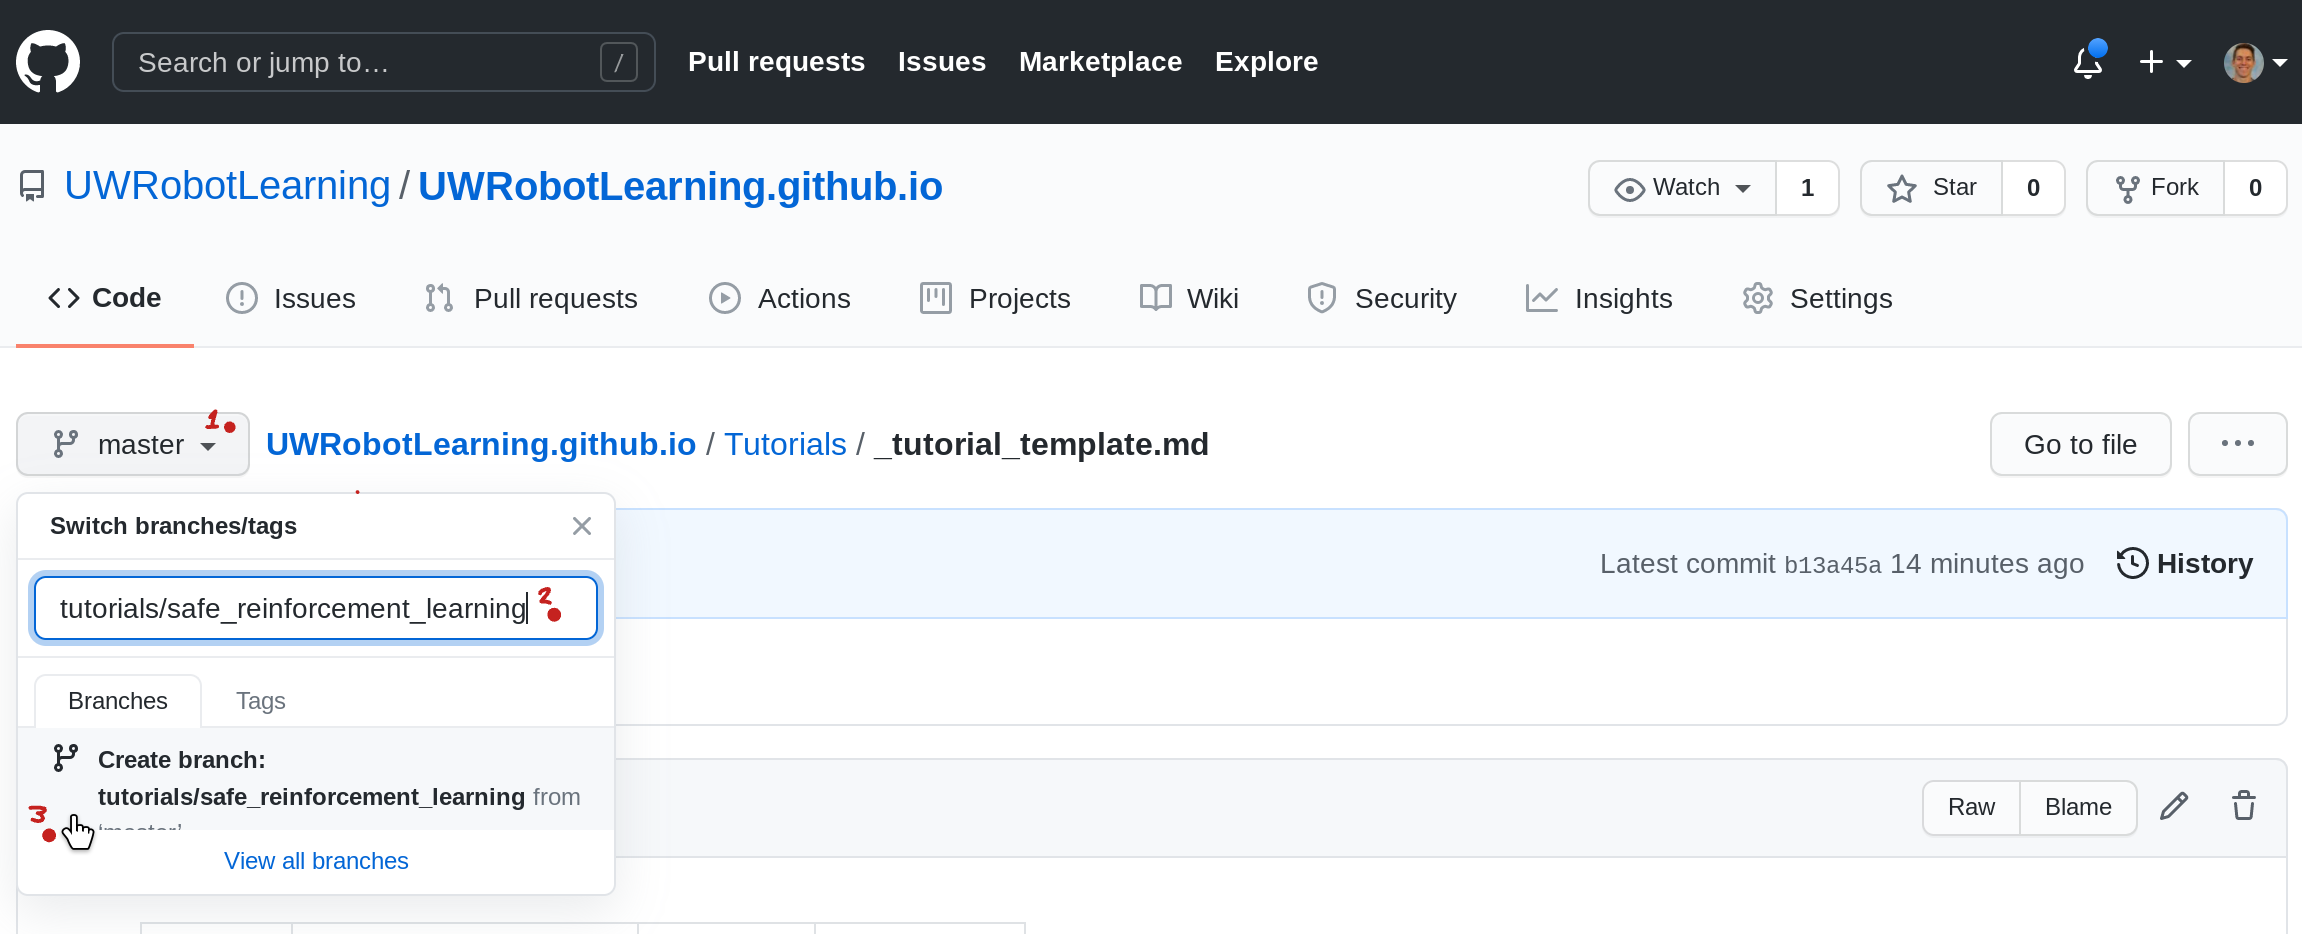 Search or jump to… /
Pull requests Issues Marketplace Explore
UWRobotLearning / UWRobotLearning.github.io
Watch 1 Star 0 Fork 0
Code Issues Pull requests Actions Projects Wiki Security Insights Settings
master 1.
UWRobotLearning.github.io / Tutorials / _tutorial_template.md
Go to file
Switch branches/tags
Latest commit b13a45a 14 minutes ago History
tutorials/safe_reinforcement_learning 2.
Branches Tags
Create branch:
tutorials/safe_reinforcement_learning from
3. 'master'
Raw Blame
View all branches